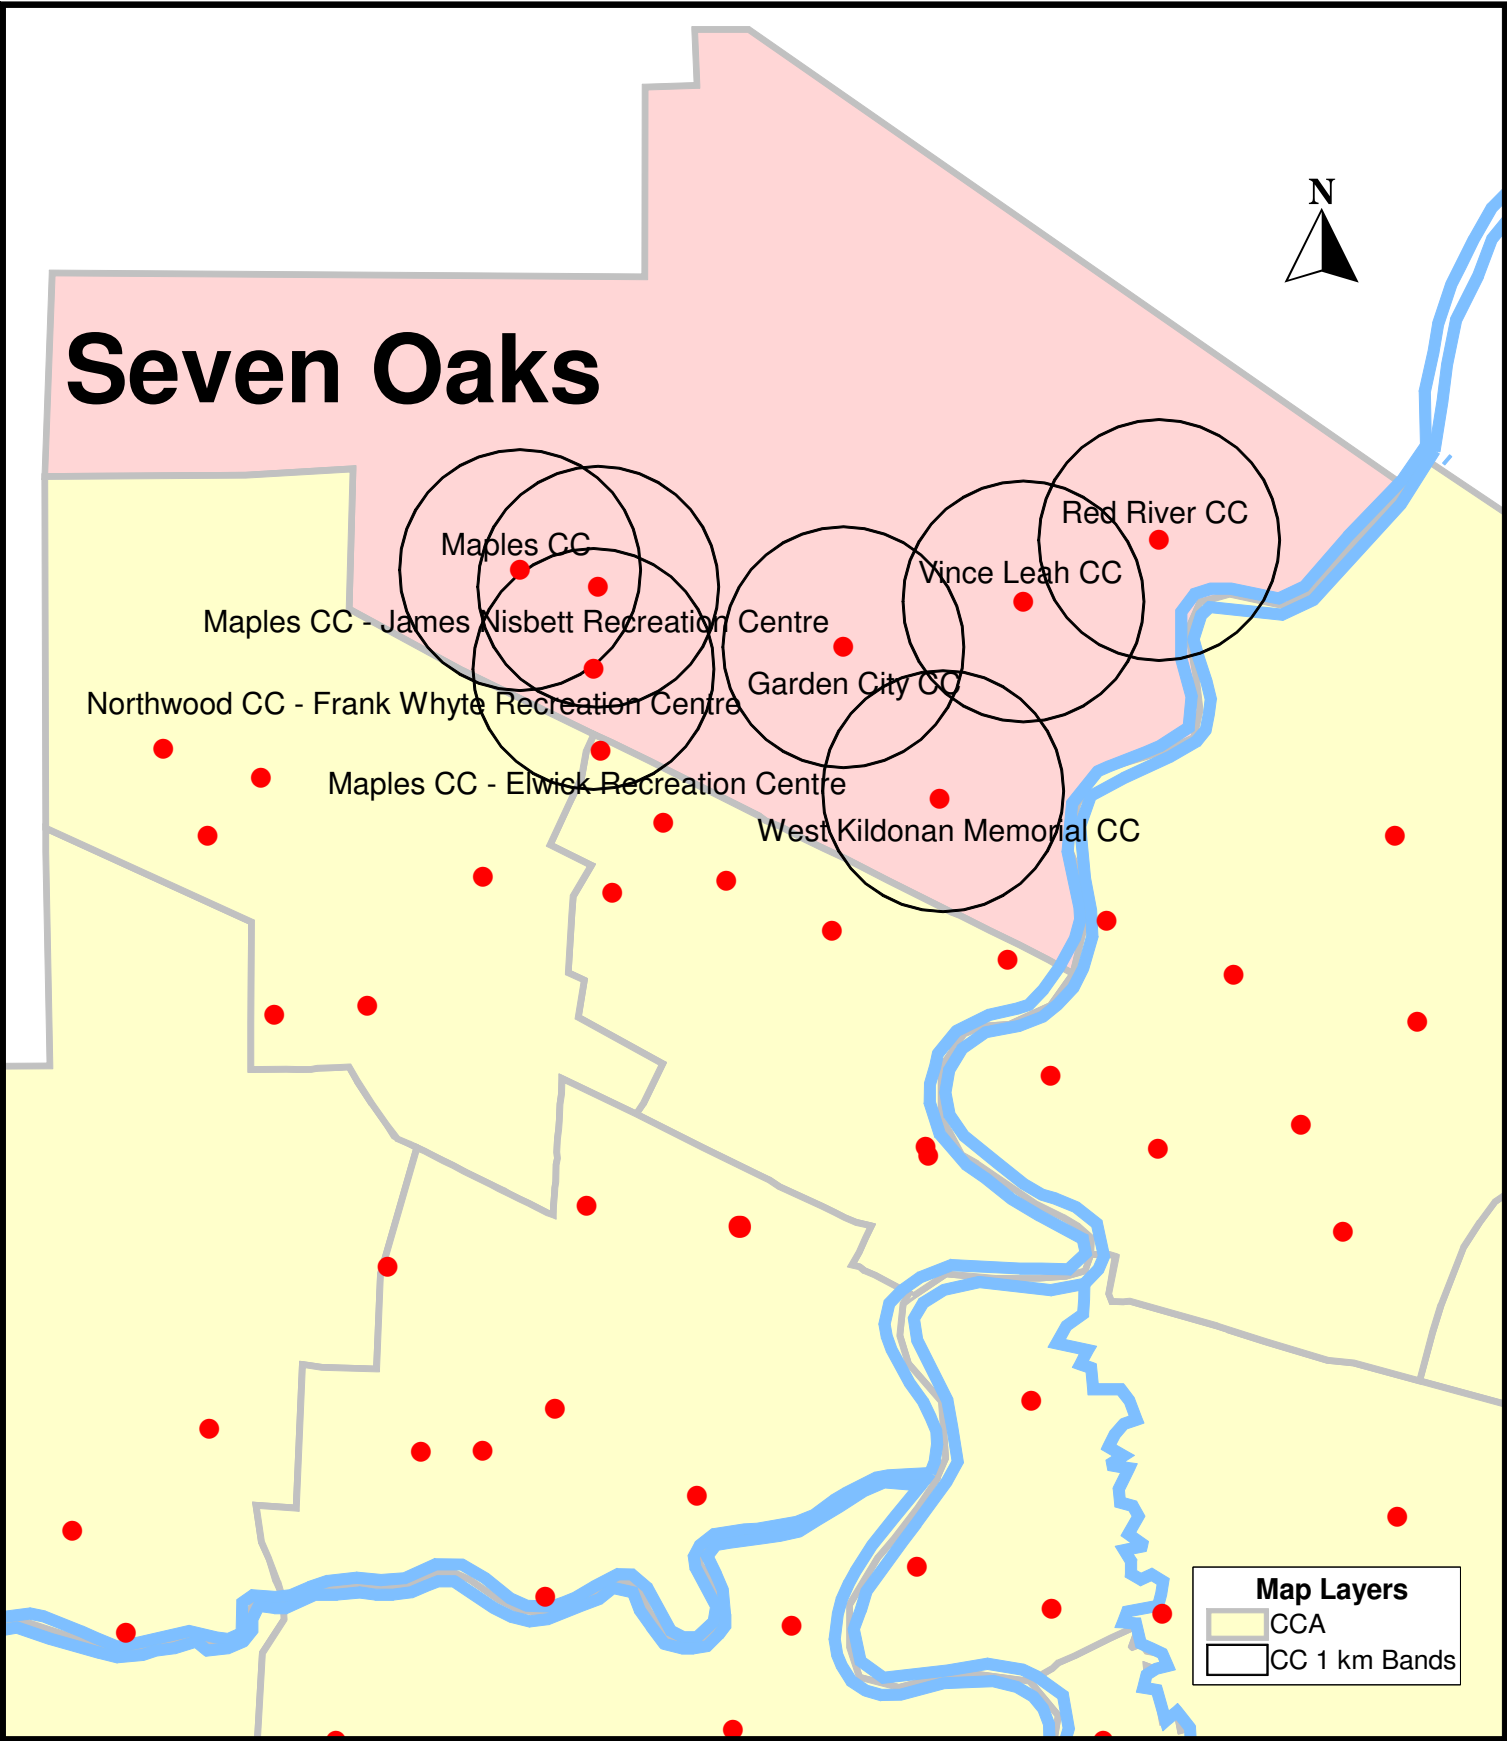 N
Seven Oaks
Red River CC
Maples CC
Vince Leah CC
Maples CC - James Nisbett Recreation Centre
Garden City CC
Northwood CC - Frank Whyte Recreation Centre
Maples CC - Elwick Recreation Centre
West Kildonan Memorial CC
Map Layers
CCA
CC 1 km Bands